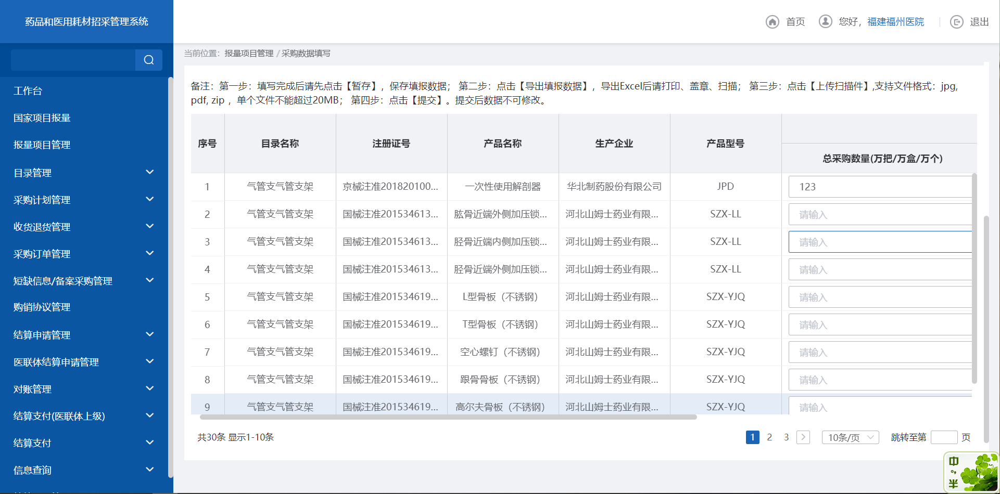 药品和医用耗材招采管理系统
首页
您好，福建福州医院
退出
当前位置：报量项目管理 / 采购数据填写
工作台
国家项目报量
报量项目管理
目录管理
采购计划管理
收货退货管理
采购订单管理
短缺信息/备案采购管理
购销协议管理
结算申请管理
医联体结算申请管理
对账管理
结算支付(医联体上级)
结算支付
信息查询
备注：第一步：填写完成后请先点击【暂存】，保存填报数据； 第二步：点击【导出填报数据】，导出Excel后请打印、盖章、扫描； 第三步：点击【上传扫描件】,支持文件格式：jpg,
pdf, zip ，单个文件不能超过20MB； 第四步：点击【提交】。提交后数据不可修改。
序号 目录名称 注册证号 产品名称 生产企业 产品型号 总采购数量(万把/万盒/万个)
1 气管支气管支架 京械注准201820100... 一次性使用解剖器 华北制药股份有限公司 JPD 123
2 气管支气管支架 国械注准201534613... 肱骨近端外侧加压锁... 河北山姆士药业有限... SZX-LL 请输入
3 气管支气管支架 国械注准201534613... 胫骨近端内侧加压锁... 河北山姆士药业有限... SZX-LL 请输入
4 气管支气管支架 国械注准201534613... 胫骨近端外侧加压锁... 河北山姆士药业有限... SZX-LL 请输入
5 气管支气管支架 国械注准201534619... L型骨板（不锈钢） 河北山姆士药业有限... SZX-YJQ 请输入
6 气管支气管支架 国械注准201534619... T型骨板（不锈钢） 河北山姆士药业有限... SZX-YJQ 请输入
7 气管支气管支架 国械注准201534619... 空心螺钉（不锈钢） 河北山姆士药业有限... SZX-YJQ 请输入
8 气管支气管支架 国械注准201534619... 跟骨骨板（不锈钢） 河北山姆士药业有限... SZX-YJQ 请输入
9 气管支气管支架 国械注准201534619... 高尔夫骨板（不锈钢） 河北山姆士药业有限... SZX-YJQ 请输入
共30条 显示1-10条
1 2 3 10条/页 跳转至第 页
中
°,
半